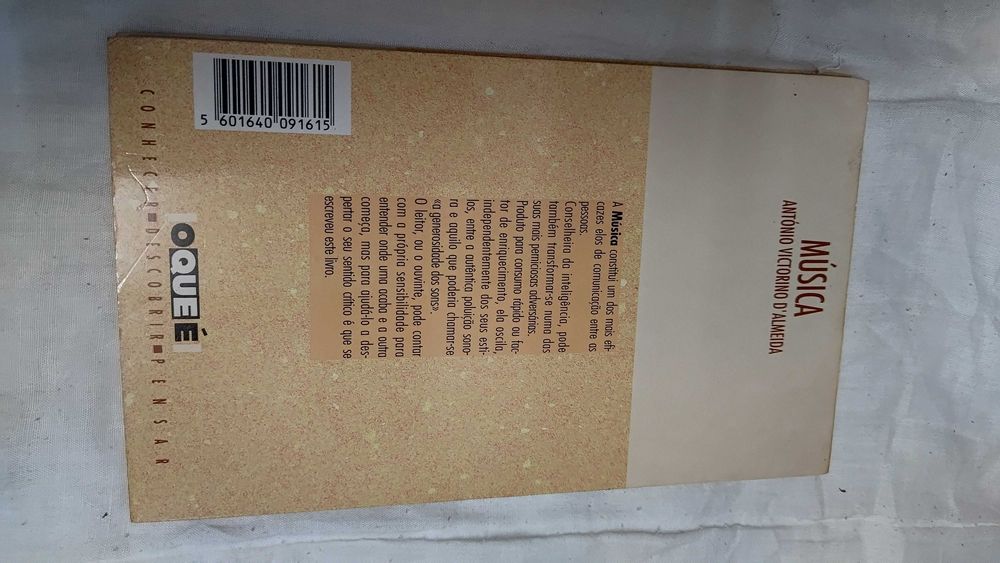 MÚSICA
ANTÓNIO VICTORINO D'ALMEIDA
A Música constitui um dos mais efi-
cazes elos de comunicação entre as
pessoas.
Conselheira da inteligência, pode
também transformar-se numa das
suas mais perniciosas adversárias.
Produto para consumo rápido ou fac-
tor de enriquecimento, ela oscila,
independentemente dos seus esti-
los, entre a autêntica poluição sono-
ra e aquilo que poderia chamar-se
«a generosidade dos sons».
O leitor, ou o ouvinte, pode contar
com a própria sensibilidade para
entender onde uma acaba e a outra
começa, mas para ajudá-lo a des-
pertar o seu sentido crítico é que se
escreveu este livro.
5 601640 091615
O QUE É
CONHECER DESCOBRIR PENSAR